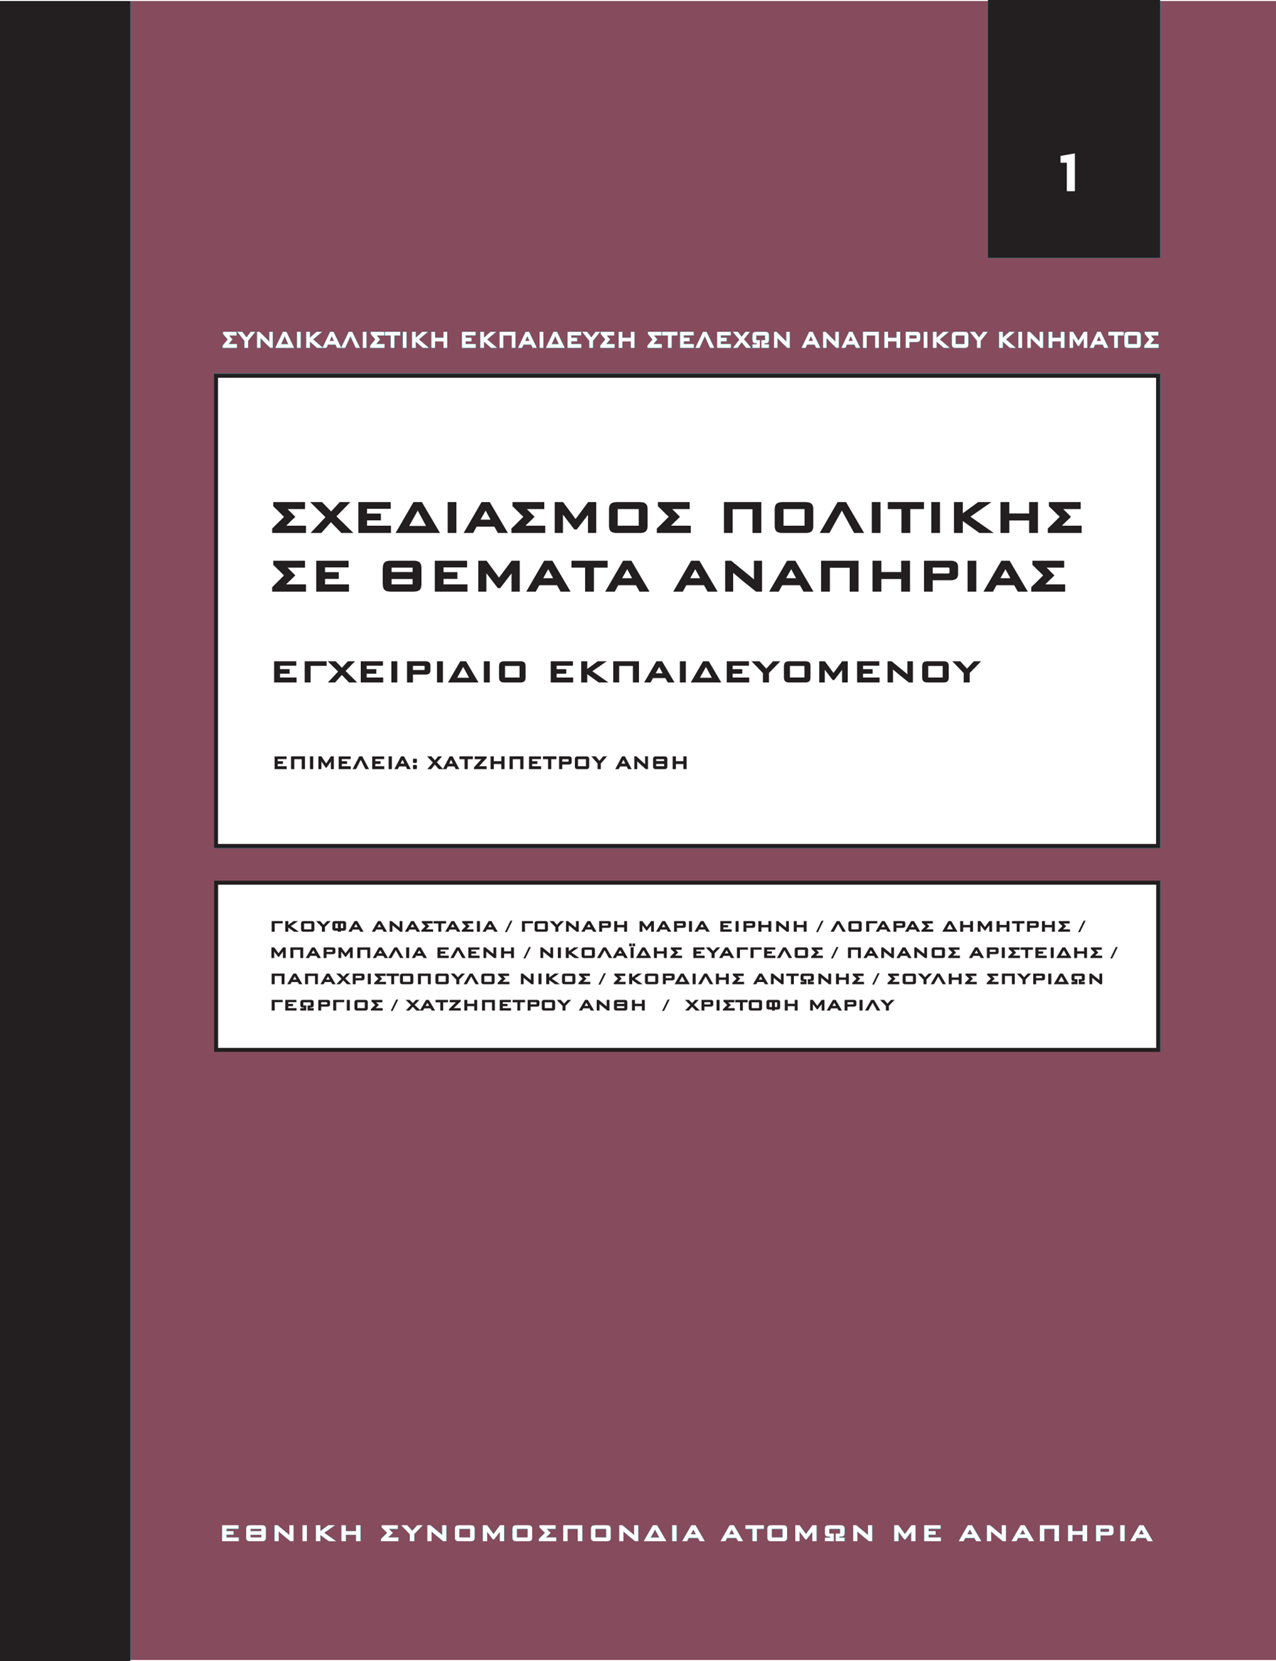 1
ΣΥΝΔΙΚΑΛΙΣΤΙΚΗ ΕΚΠΑΙΔΕΥΣΗ ΣΤΕΛΕΧΩΝ ΑΝΑΠΗΡΙΚΟΥ ΚΙΝΗΜΑΤΟΣ
ΣΧΕΔΙΑΣΜΟΣ ΠΟΛΙΤΙΚΗΣ
ΣΕ ΘΕΜΑΤΑ ΑΝΑΠΗΡΙΑΣ
ΕΓΧΕΙΡΙΔΙΟ ΕΚΠΑΙΔΕΥΟΜΕΝΟΥ
ΕΠΙΜΕΛΕΙΑ: ΧΑΤΖΗΠΕΤΡΟΥ ΑΝΘΗ
ΓΚΟΥΦΑ ΑΝΑΣΤΑΣΙΑ / ΓΟΥΝΑΡΗ ΜΑΡΙΑ ΕΙΡΗΝΗ / ΛΟΓΑΡΑΣ ΔΗΜΗΤΡΗΣ /
ΜΠΑΡΜΠΑΛΙΑ ΕΛΕΝΗ / ΝΙΚΟΛΑΪΔΗΣ ΕΥΑΓΓΕΛΟΣ / ΠΑΝΑΝΟΣ ΑΡΙΣΤΕΙΔΗΣ /
ΠΑΠΑΧΡΙΣΤΟΠΟΥΛΟΣ ΝΙΚΟΣ / ΣΚΟΡΔΙΛΗΣ ΑΝΤΩΝΗΣ / ΣΟΥΛΗΣ ΣΠΥΡΙΔΩΝ
ΓΕΩΡΓΙΟΣ / ΧΑΤΖΗΠΕΤΡΟΥ ΑΝΘΗ / ΧΡΙΣΤΟΦΗ ΜΑΡΙΛΥ
ΕΘΝΙΚΗ ΣΥΝΟΜΟΣΠΟΝΔΙΑ ΑΤΟΜΩΝ ΜΕ ΑΝΑΠΗΡΙΑ